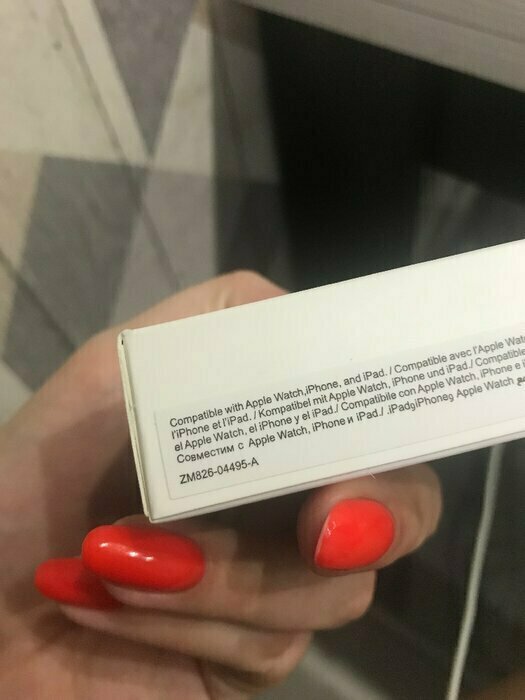 Compatible with Apple Watch,iPhone, and iPad. / Compatible avec l'Apple
l'iPhone et l'iPad. / Kompatibel mit Apple Watch, iPhone und iPad./ Compatible
el Apple Watch, el iPhone y el iPad./ Compatibile con Apple Watch, iPhone e
Совместим с Apple Watch, iPhone и iPad./ .iPadوiPhoneو Apple Watch
ZM826-04495-A